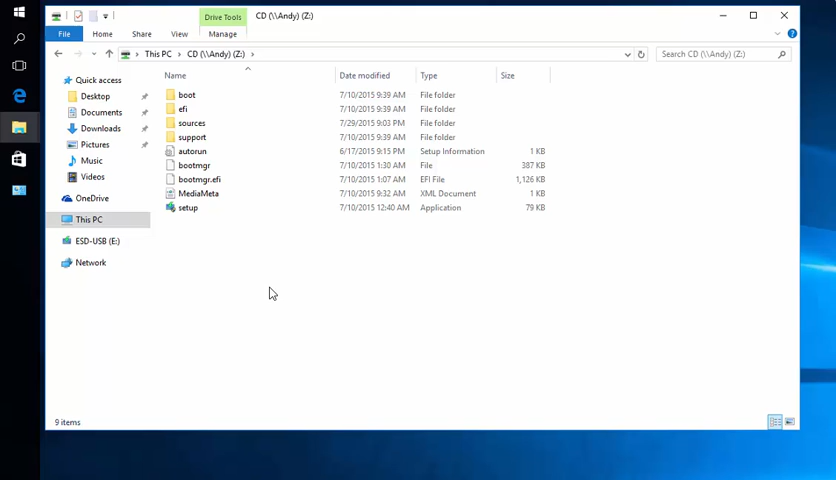 Drive Tools CD (\\Andy) (Z:)
File Home Share View Manage
This PC CD (\\Andy) (Z:) Search CD (\\Andy) (Z:)
Name Date modified Type Size
Quick access
Desktop
Documents
Downloads
Pictures
Music
Videos
OneDrive
This PC
ESD-USB (E:)
Network
boot 7/10/2015 9:39 AM File folder
efi 7/10/2015 9:39 AM File folder
sources 7/29/2015 9:03 PM File folder
support 7/10/2015 9:39 AM File folder
autorun 6/17/2015 9:15 PM Setup Information 1 KB
bootmgr 7/10/2015 1:30 AM File 387 KB
bootmgr.efi 7/10/2015 1:07 AM EFI File 1,126 KB
MediaMeta 7/10/2015 9:32 AM XML Document 1 KB
setup 7/10/2015 12:40 AM Application 79 KB
9 items